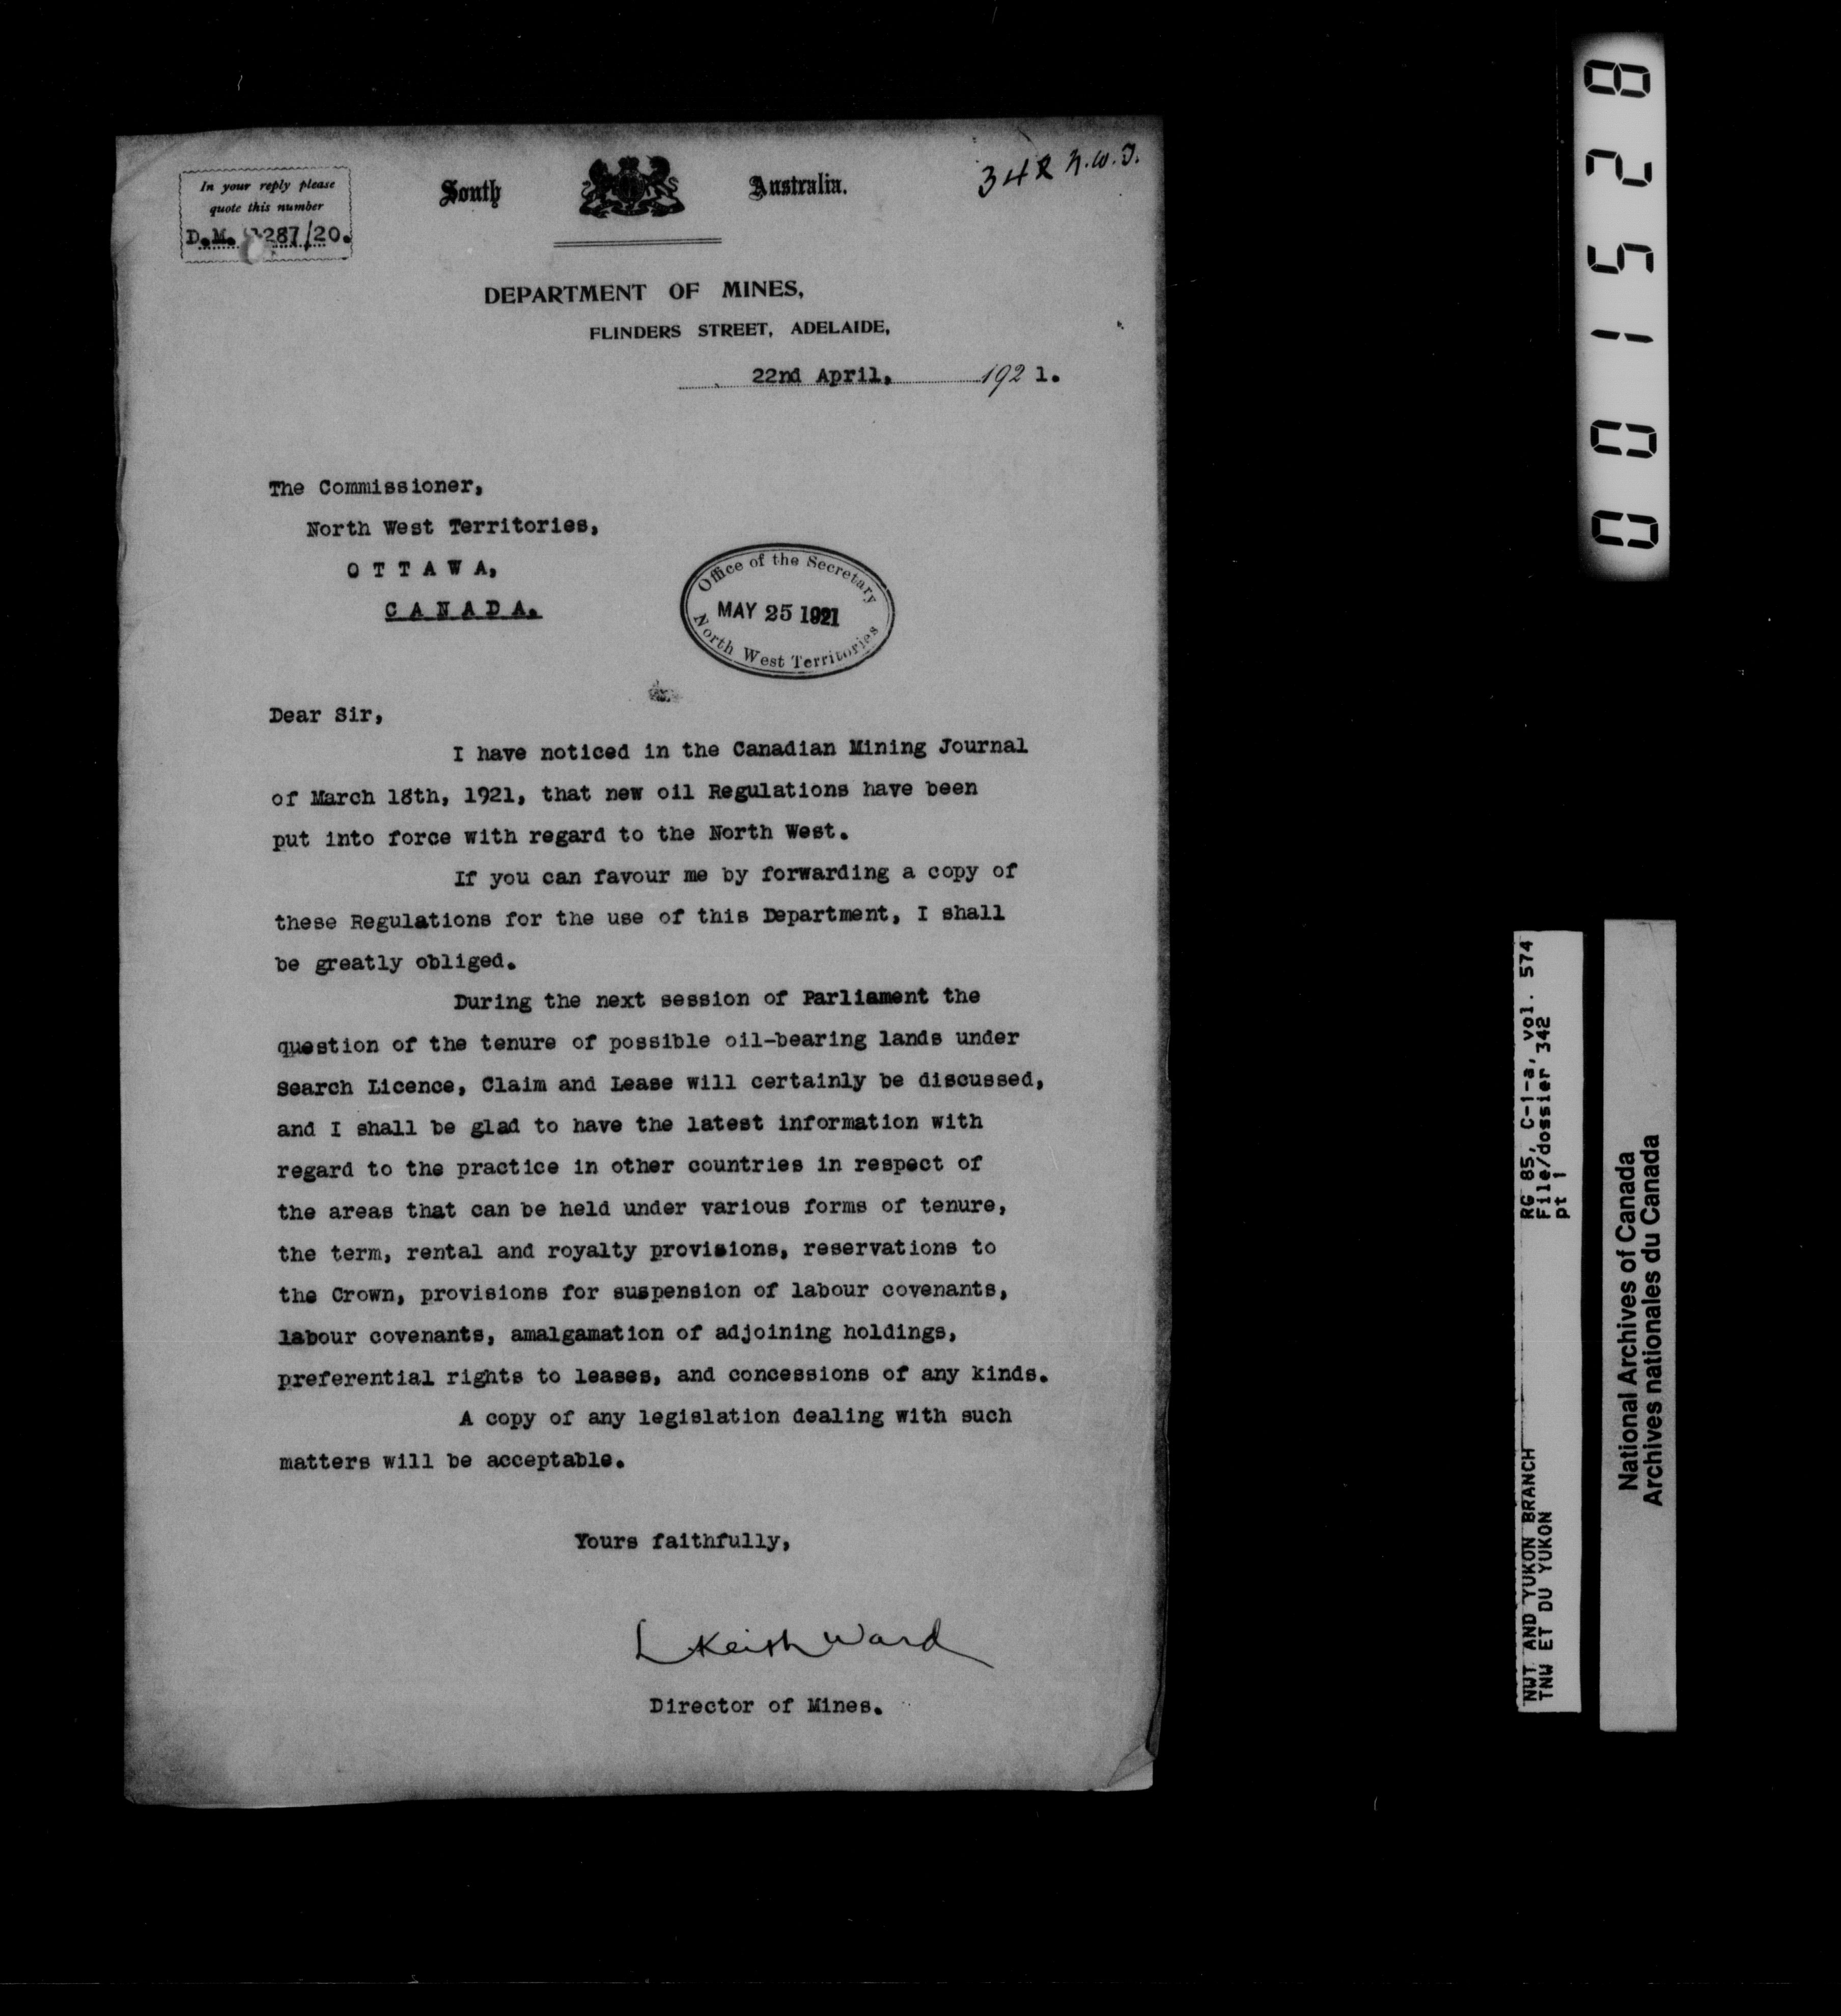 In your reply please
quote this number
D.M. 287/20.
South Australia.
342 N.W.T.
DEPARTMENT OF MINES,
FLINDERS STREET, ADELAIDE,
22nd April, 1921.
The Commissioner,
North West Territories,
O T T A W A,
C A N A D A.
Office of the Secretary
MAY 25 1921
North West Territories
Dear Sir,
I have noticed in the Canadian Mining Journal
of March 18th, 1921, that new oil Regulations have been
put into force with regard to the North West.
If you can favour me by forwarding a copy of
these Regulations for the use of this Department, I shall
be greatly obliged.
During the next session of Parliament the
question of the tenure of possible oil-bearing lands under
Search Licence, Claim and Lease will certainly be discussed,
and I shall be glad to have the latest information with
regard to the practice in other countries in respect of
the areas that can be held under various forms of tenure,
the term, rental and royalty provisions, reservations to
the Crown, provisions for suspension of labour covenants,
labour covenants, amalgamation of adjoining holdings,
preferential rights to leases, and concessions of any kinds.
A copy of any legislation dealing with such
matters will be acceptable.
Yours faithfully,
L Keith Ward
Director of Mines.
825100
RG 85, C-1-a, vol. 574
File/dossier 342
pt 1
NWT AND YUKON BRANCH
TNW ET DU YUKON
National Archives of Canada
Archives nationales du Canada